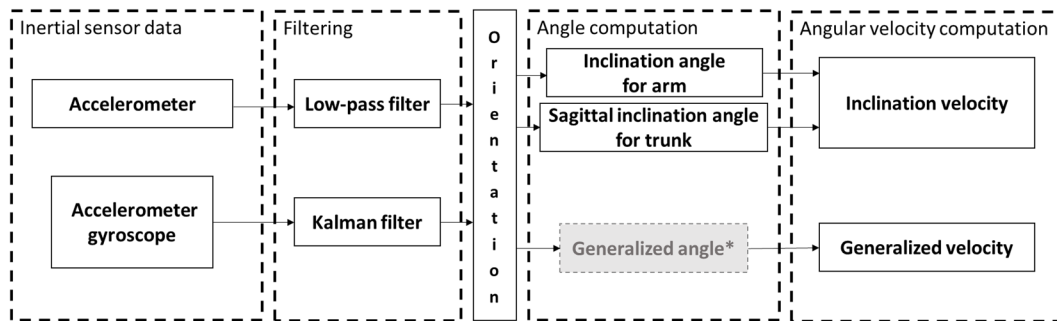 Inertial sensor data
Accelerometer
Accelerometer
gyroscope
Filtering
Low-pass filter
Kalman filter
Orientation
Angle computation
Inclination angle
for arm
Sagittal inclination angle
for trunk
Generalized angle*
Angular velocity computation
Inclination velocity
Generalized velocity